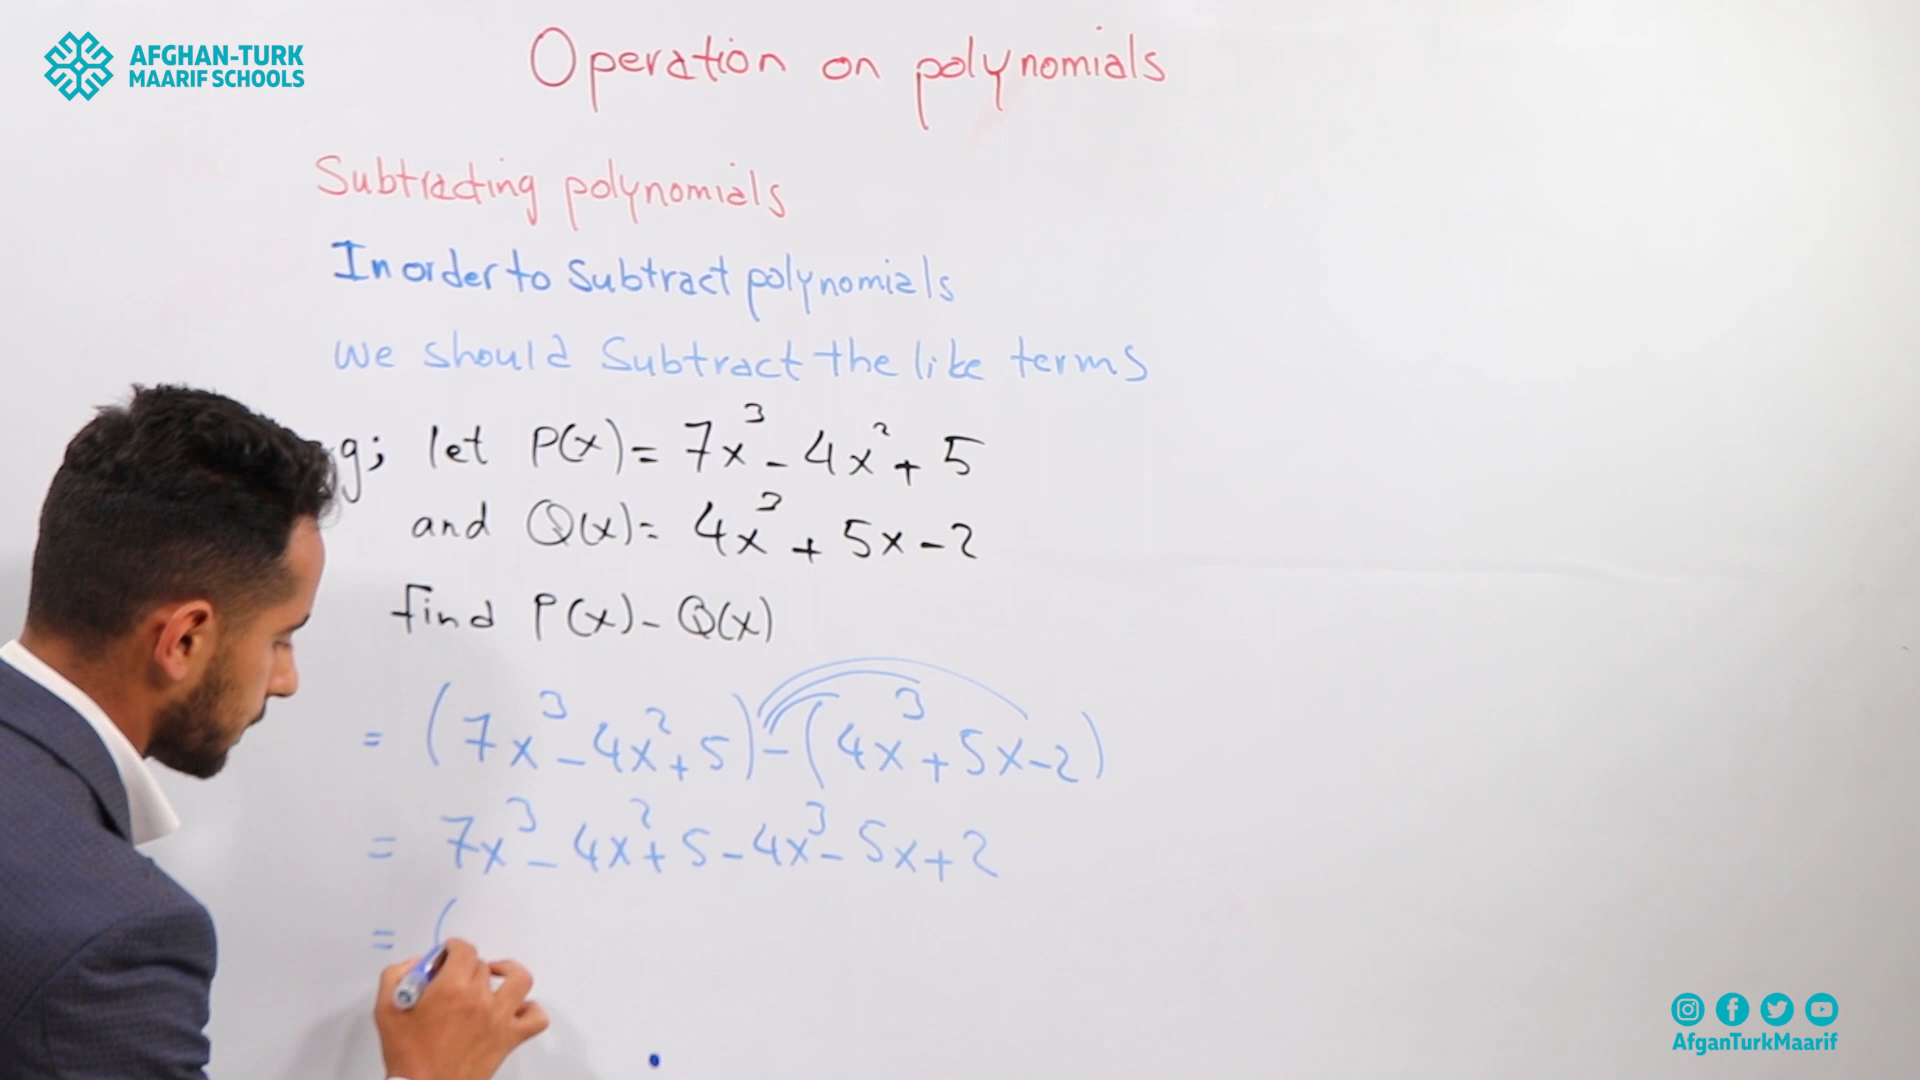 AFGHAN-TURK
MAARIF SCHOOLS
Operation on polynomials
Subtracting polynomials
In order to subtract polynomials
we should subtract the like terms
g; let P(x) = 7x³ - 4x² + 5
and Q(x) = 4x³ + 5x - 2
find P(x) - Q(x)
= (7x³ - 4x² + 5) - (4x³ + 5x - 2)
= 7x³ - 4x² + 5 - 4x³ - 5x + 2
= (
AfganTurkMaarif